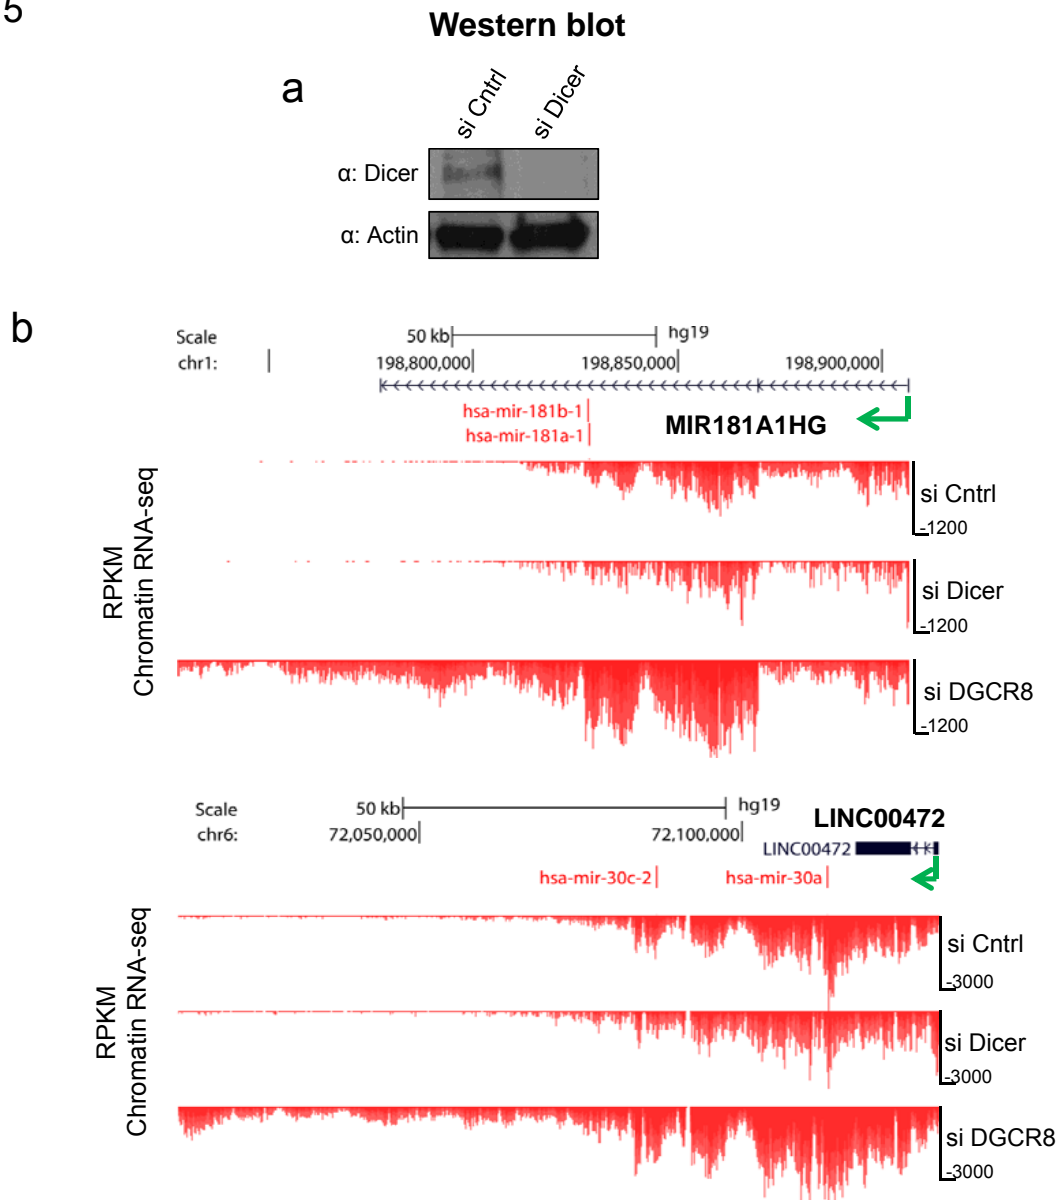 5
Western blot
a
si Cntrl
si Dicer
α: Dicer
α: Actin
b
Scale
50 kb
hg19
chr1:
198,800,000
198,850,000
198,900,000
hsa-mir-181b-1
hsa-mir-181a-1
MIR181A1HG
RPKM
Chromatin RNA-seq
si Cntrl
-1200
si Dicer
-1200
si DGCR8
-1200
Scale
50 kb
hg19
chr6:
72,050,000
72,100,000
LINC00472
LINC00472
hsa-mir-30c-2
hsa-mir-30a
RPKM
Chromatin RNA-seq
si Cntrl
-3000
si Dicer
-3000
si DGCR8
-3000